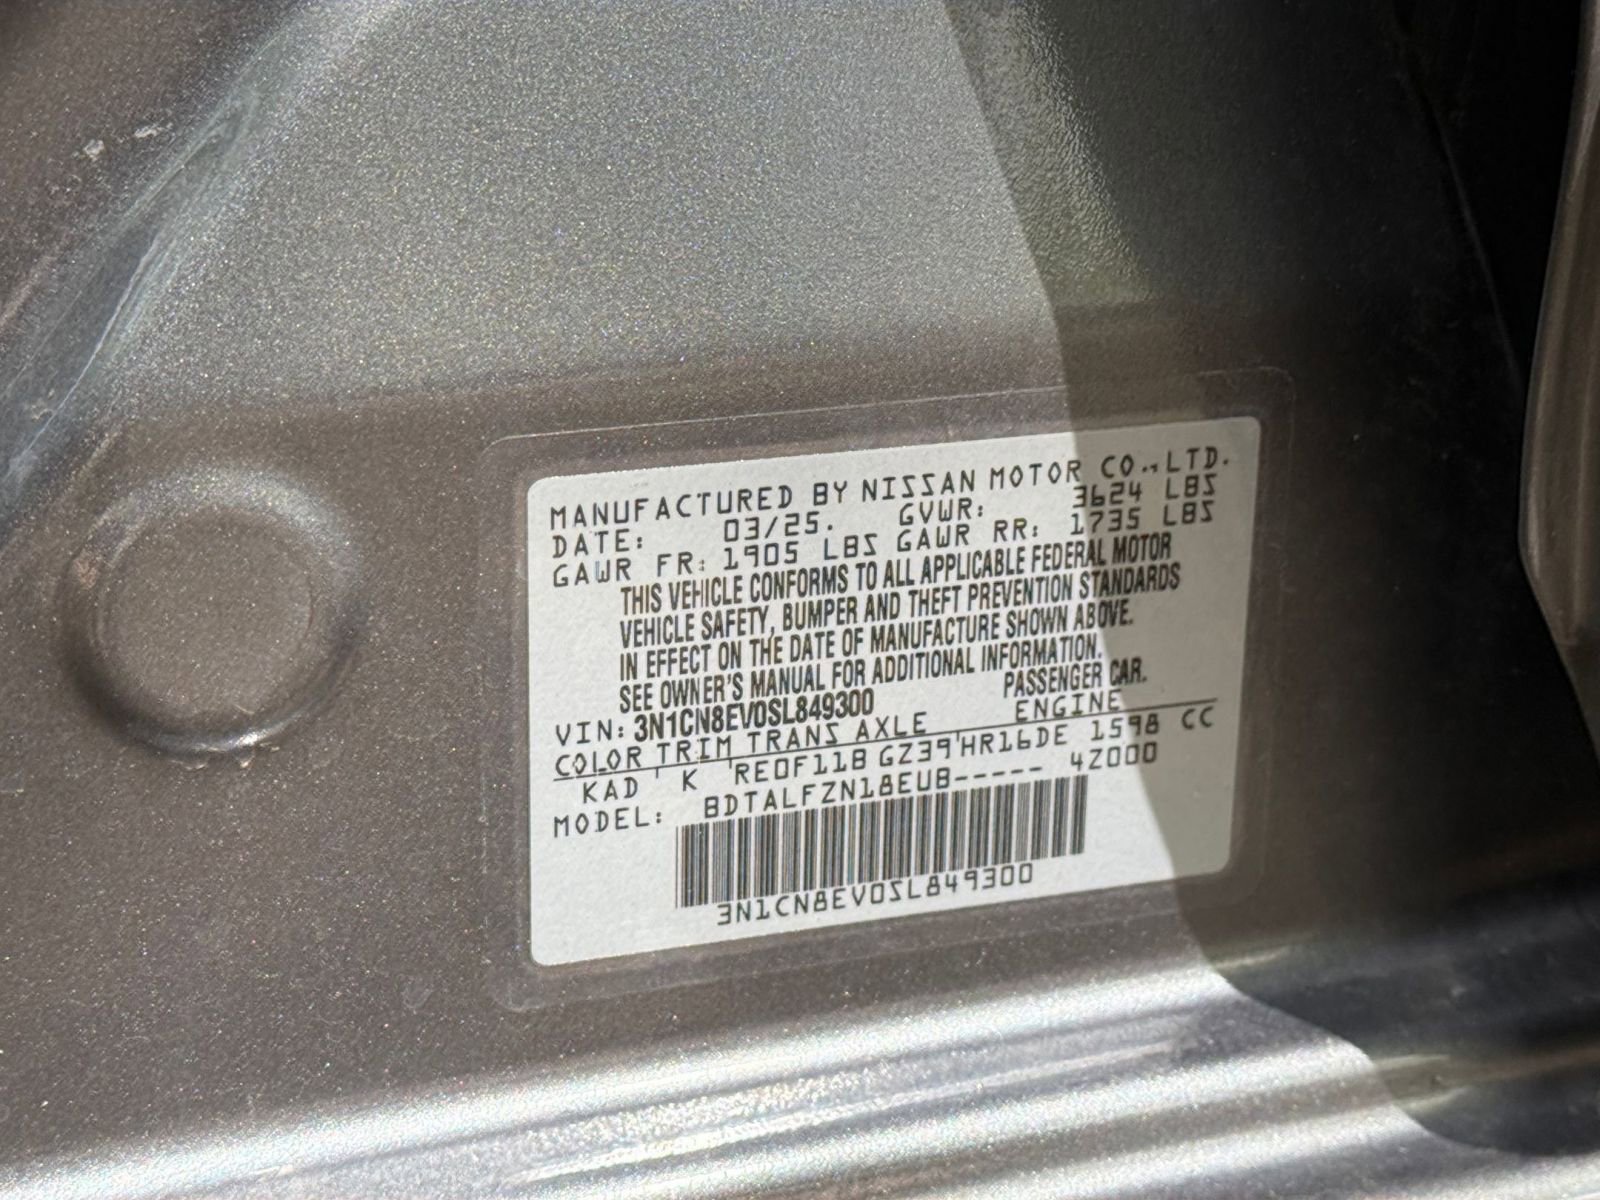 MANUFACTURED BY NISSAN MOTOR CO.,LTD.
DATE: 03/25. GVWR: 3624 LBS
GAWR FR: 1905 LBS GAWR RR: 1735 LBS
THIS VEHICLE CONFORMS TO ALL APPLICABLE FEDERAL MOTOR
VEHICLE SAFETY, BUMPER AND THEFT PREVENTION STANDARDS
IN EFFECT ON THE DATE OF MANUFACTURE SHOWN ABOVE.
SEE OWNER'S MANUAL FOR ADDITIONAL INFORMATION.
VIN: 3N1CN8EV0SL849300 PASSENGER CAR.
COLOR TRIM TRANS AXLE ENGINE
KAD K RE0F11B GZ39 HR16DE 1598 CC
MODEL: BDTALFZN18EUB----- 4Z000
3N1CN8EV0SL849300